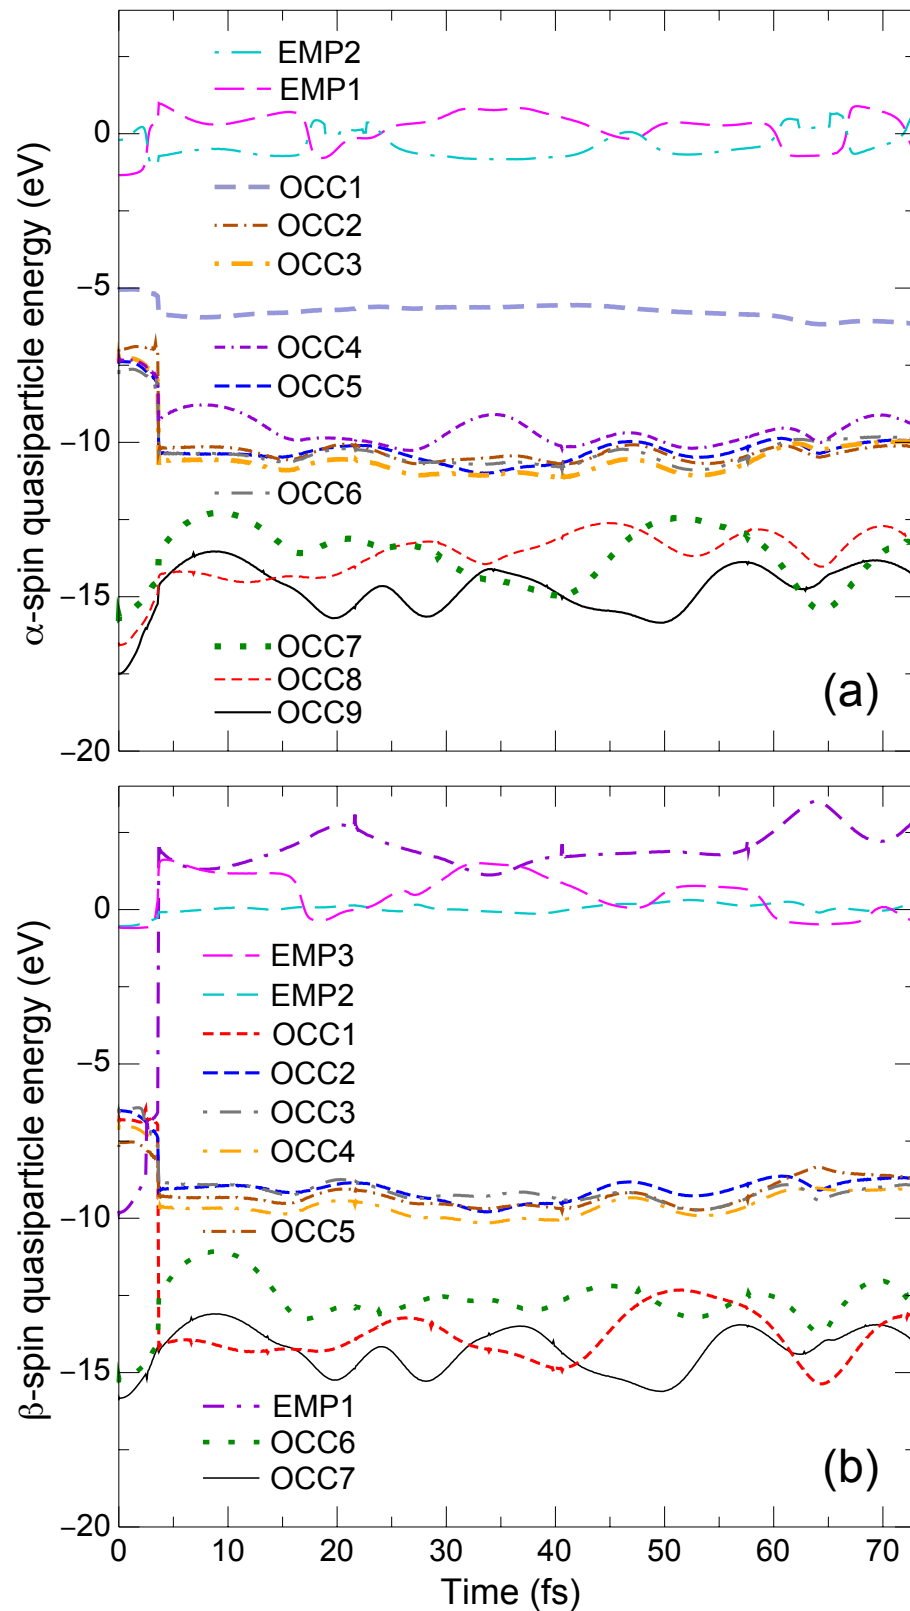 EMP2
EMP1
0
OCC1
OCC2
OCC3
−5
OCC4
OCC5
−10
OCC6
−15
OCC7
OCC8
OCC9
(a)
−20
α-spin quasiparticle energy (eV)
0
EMP3
EMP2
OCC1
−5
OCC2
OCC3
OCC4
−10
OCC5
−15
EMP1
OCC6
OCC7
(b)
−20
β-spin quasiparticle energy (eV)
0 10 20 30 40 50 60 70
Time (fs)